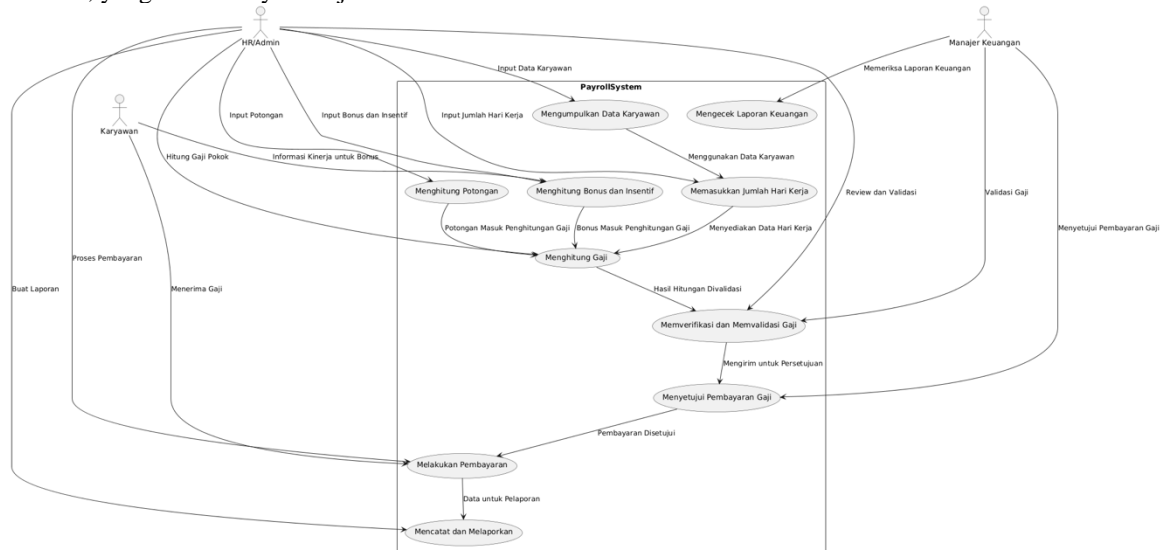 HR/Admin
Manajer Keuangan
Input Data Karyawan
Memeriksa Laporan Keuangan
PayrollSystem
Karyawan
Input Potongan
Input Bonus dan Insentif
Input Jumlah Hari Kerja
Mengumpulkan Data Karyawan
Mengecek Laporan Keuangan
Hitung Gaji Pokok
Informasi Kinerja untuk Bonus
Menggunakan Data Karyawan
Menghitung Potongan
Menghitung Bonus dan Insentif
Memasukkan Jumlah Hari Kerja
Review dan Validasi
Validasi Gaji
Potongan Masuk Penghitungan Gaji
Bonus Masuk Penghitungan Gaji
Menyediakan Data Hari Kerja
Menyetujui Pembayaran Gaji
Menghitung Gaji
Proses Pembayaran
Buat Laporan
Menerima Gaji
Hasil Hitungan Divalidasi
Memverifikasi dan Memvalidasi Gaji
Mengirim untuk Persetujuan
Menyetujui Pembayaran Gaji
Pembayaran Disetujui
Melakukan Pembayaran
Data untuk Pelaporan
Mencatat dan Melaporkan